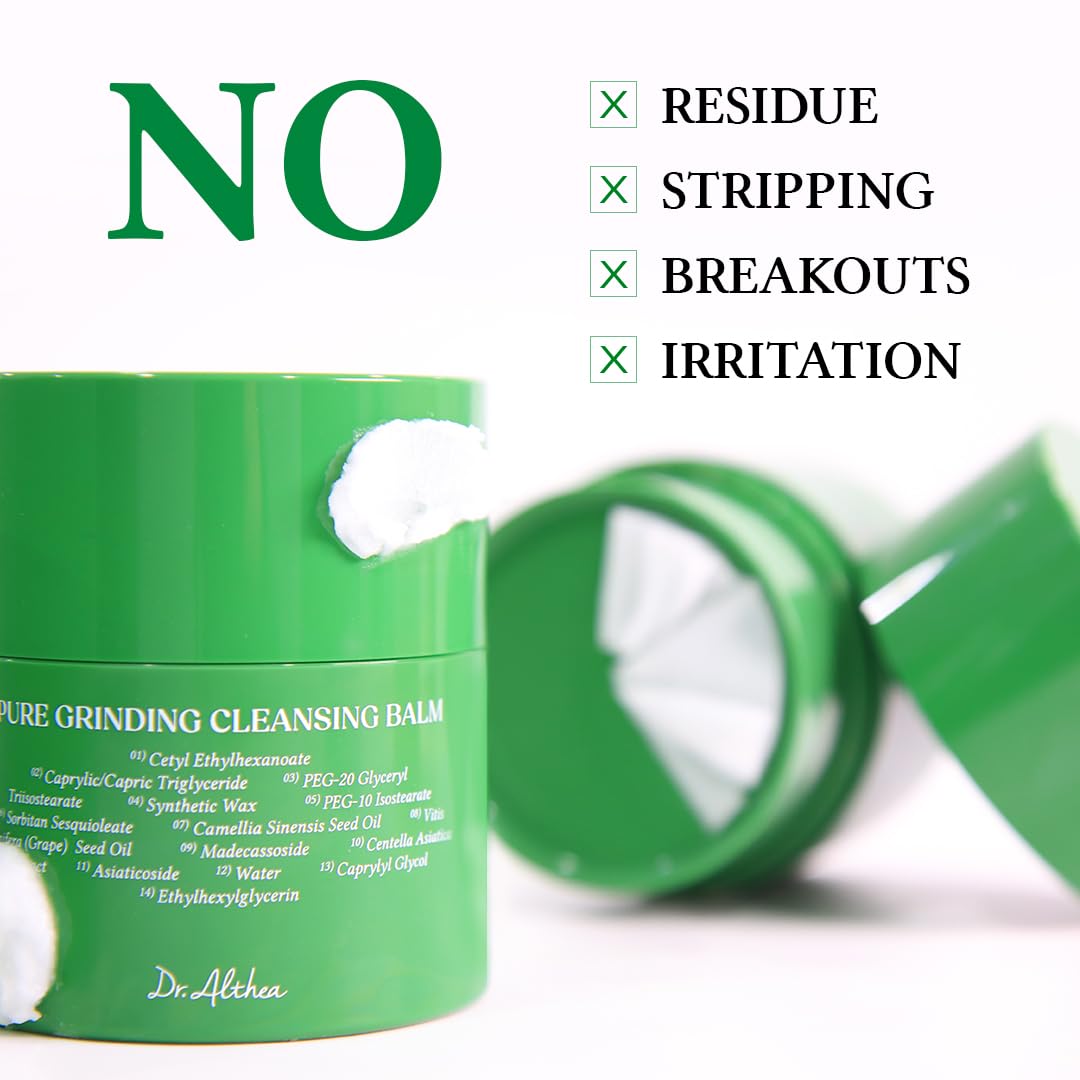 NO
X RESIDUE
X STRIPPING
X BREAKOUTS
X IRRITATION
PURE GRINDING CLEANSING BALM
01) Cetyl Ethylhexanoate
02) Caprylic/Capric Triglyceride 03) PEG-20 Glyceryl
Triisostearate 04) Synthetic Wax 05) PEG-10 Isostearate
Sorbitan Sesquioleate 07) Camellia Sinensis Seed Oil 08) Vitis
(Grape) Seed Oil 09) Madecassoside 10) Centella Asiatica
11) Asiaticoside 12) Water 13) Caprylyl Glycol
14) Ethylhexylglycerin
Dr. Althea